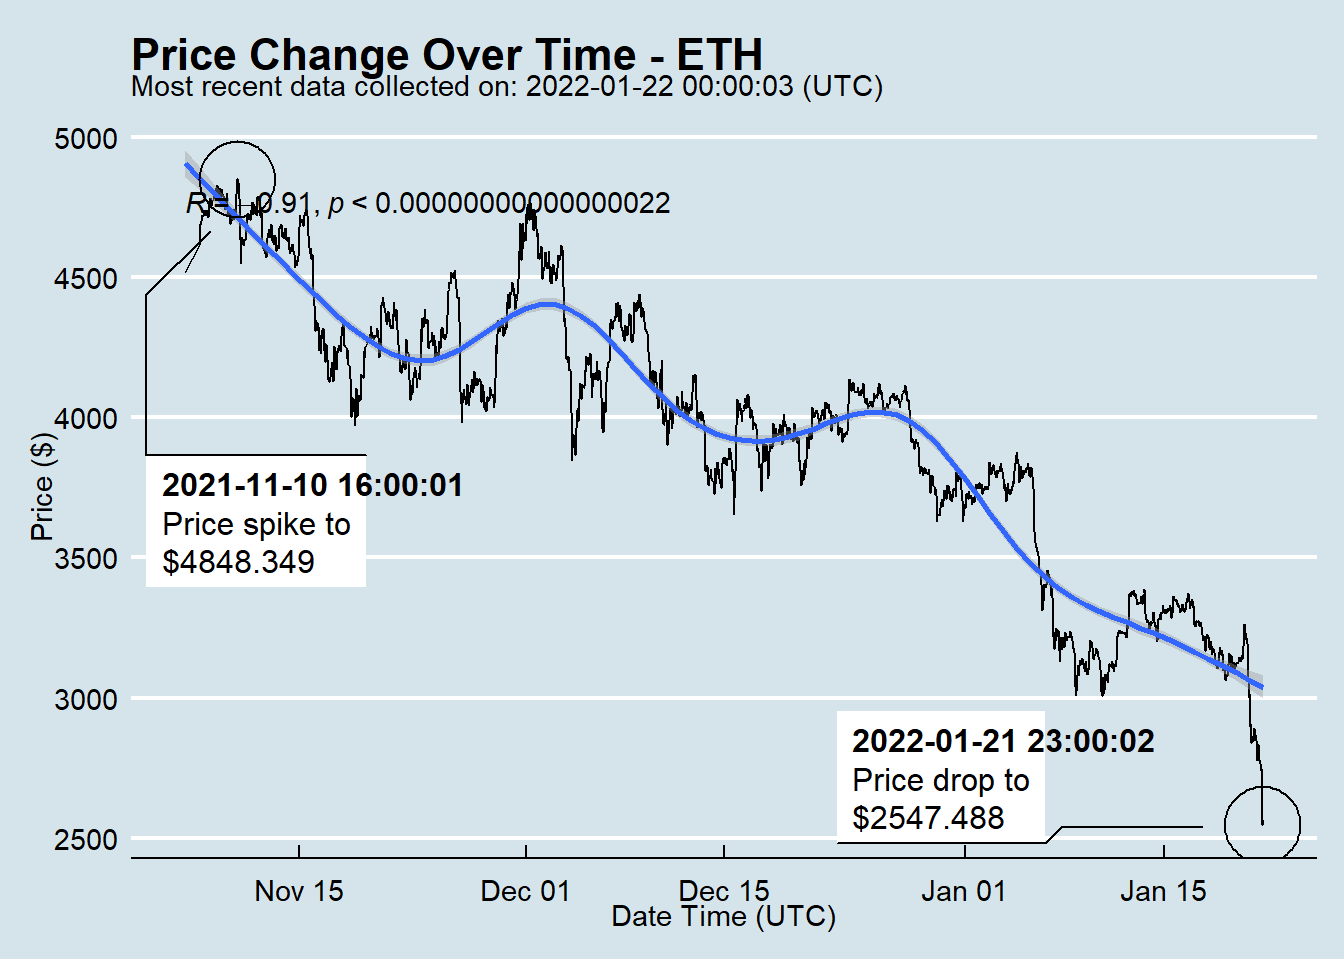 Price Change Over Time - ETH
Most recent data collected on: 2022-01-22 00:00:03 (UTC)
5000
R = −0.91, p < 0.00000000000000022
4500
4000
Price ($)
2021-11-10 16:00:01
Price spike to
$4848.349
3500
3000
2022-01-21 23:00:02
Price drop to
$2547.488
2500
Nov 15 Dec 01 Dec 15 Jan 01 Jan 15
Date Time (UTC)